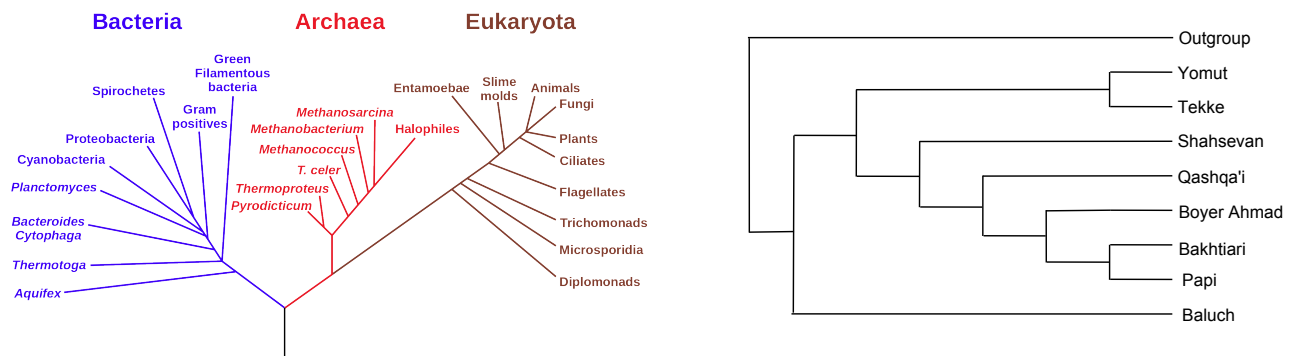 Bacteria
Archaea
Eukaryota
Green
Filamentous
bacteria
Spirochetes
Gram
positives
Proteobacteria
Cyanobacteria
Planctomyces
Bacteroides
Cytophaga
Thermotoga
Aquifex
Methanosarcina
Methanobacterium
Halophiles
Methanococcus
T. celer
Thermoproteus
Pyrodicticum
Entamoebae
Slime
molds
Animals
Fungi
Plants
Ciliates
Flagellates
Trichomonads
Microsporidia
Diplomonads
Outgroup
Yomut
Tekke
Shahsevan
Qashqa'i
Boyer Ahmad
Bakhtiari
Papi
Baluch